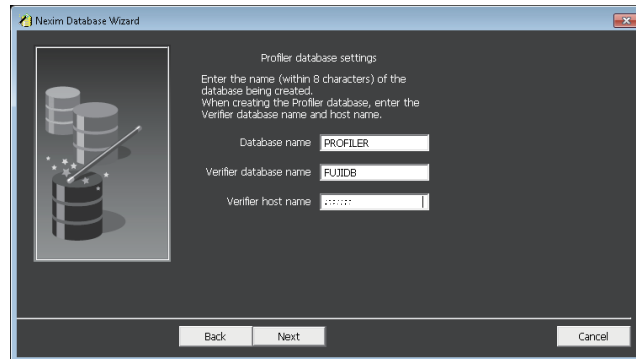 Nexim Database Wizard
Profiler database settings
Enter the name (within 8 characters) of the
database being created.
When creating the Profiler database, enter the
Verifier database name and host name.
Database name PROFILER
Verifier database name FUJIDB
Verifier host name
Back Next Cancel